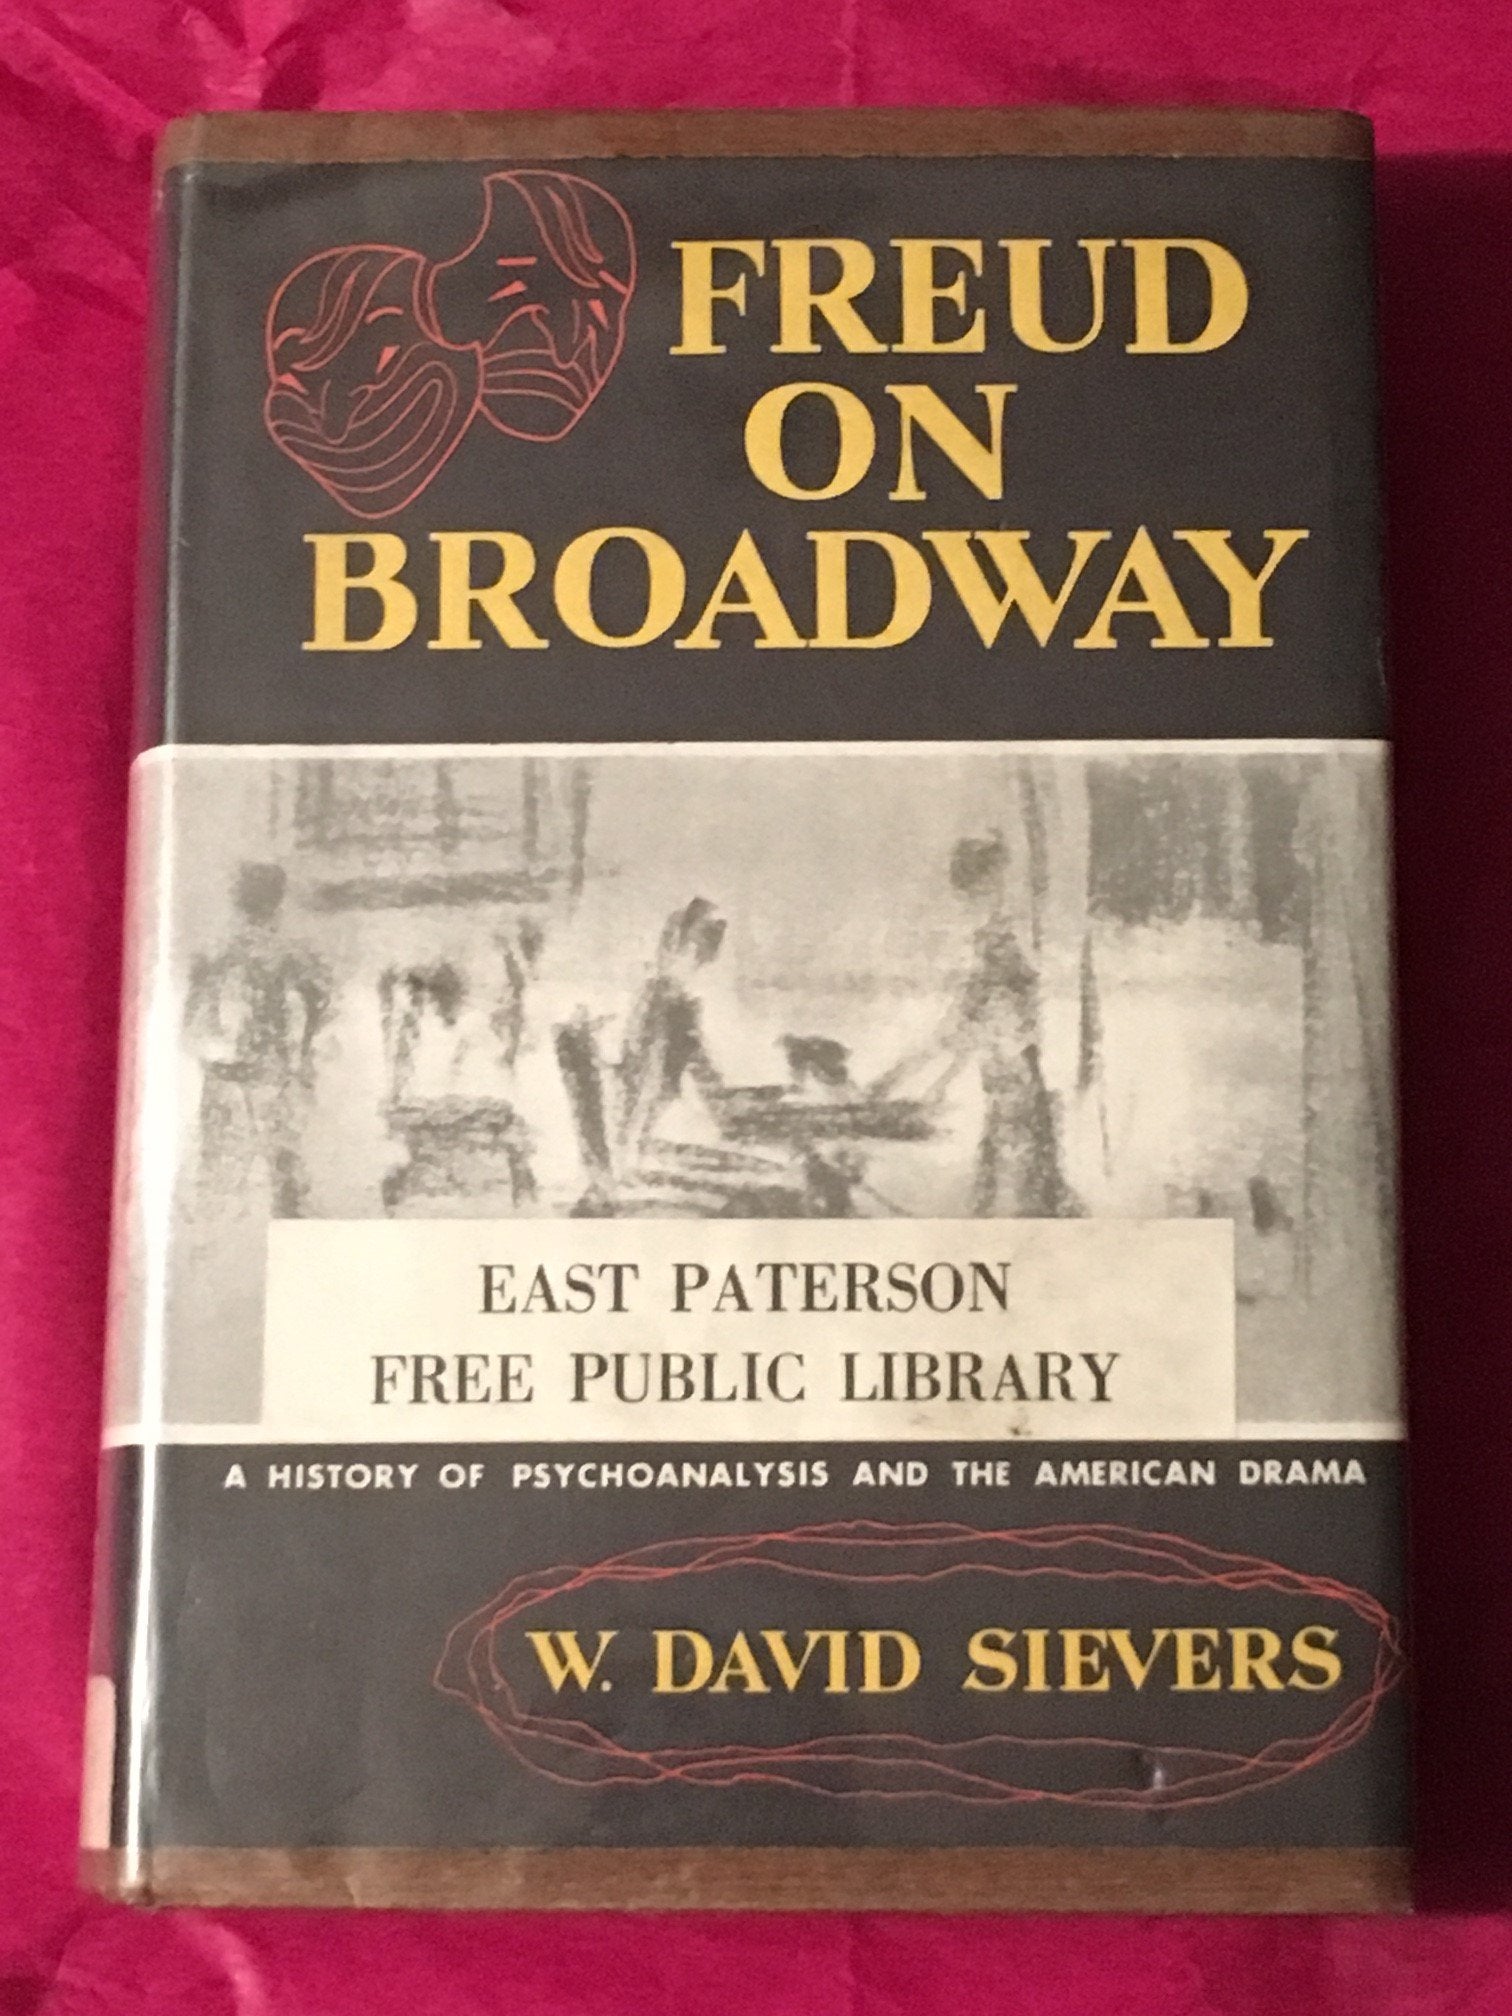 FREUD
ON
BROADWAY
EAST PATERSON
FREE PUBLIC LIBRARY
A HISTORY OF PSYCHOANALYSIS AND THE AMERICAN DRAMA
W. DAVID SIEVERS